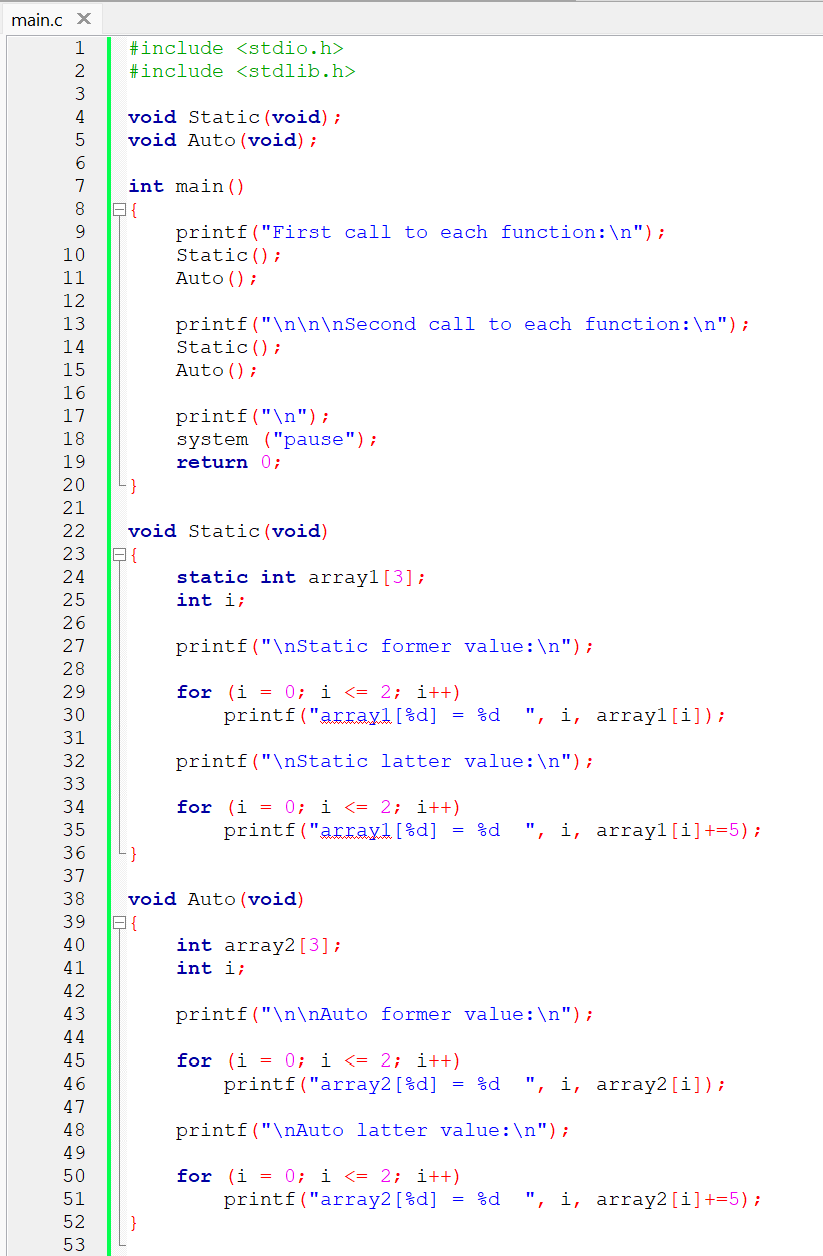 main.c ✕
1 #include <stdio.h>
2 #include <stdlib.h>
3
4 void Static(void);
5 void Auto(void);
6
7 int main()
8 {
9     printf("First call to each function:\n");
10     Static();
11     Auto();
12
13     printf("\n\n\nSecond call to each function:\n");
14     Static();
15     Auto();
16
17     printf("\n");
18     system ("pause");
19     return 0;
20 }
21
22 void Static(void)
23 {
24     static int array1[3];
25     int i;
26
27     printf("\nStatic former value:\n");
28
29     for (i = 0; i <= 2; i++)
30         printf("array1[%d] = %d  ", i, array1[i]);
31
32     printf("\nStatic latter value:\n");
33
34     for (i = 0; i <= 2; i++)
35         printf("array1[%d] = %d  ", i, array1[i]+=5);
36 }
37
38 void Auto(void)
39 {
40     int array2[3];
41     int i;
42
43     printf("\n\nAuto former value:\n");
44
45     for (i = 0; i <= 2; i++)
46         printf("array2[%d] = %d  ", i, array2[i]);
47
48     printf("\nAuto latter value:\n");
49
50     for (i = 0; i <= 2; i++)
51         printf("array2[%d] = %d  ", i, array2[i]+=5);
52 }
53